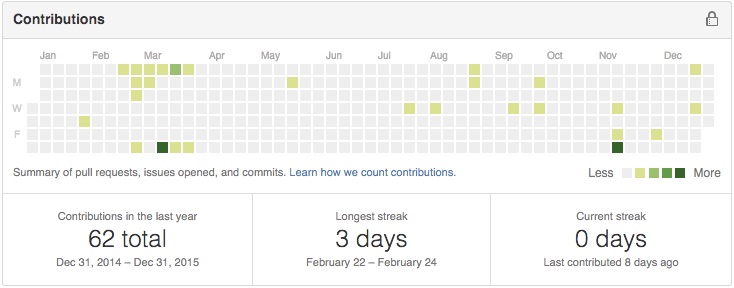 Contributions
Jan Feb Mar Apr May Jun Jul Aug Sep Oct Nov Dec
M
W
F
Summary of pull requests, issues opened, and commits. Learn how we count contributions.
Less More
Contributions in the last year
62 total
Dec 31, 2014 – Dec 31, 2015
Longest streak
3 days
February 22 – February 24
Current streak
0 days
Last contributed 8 days ago